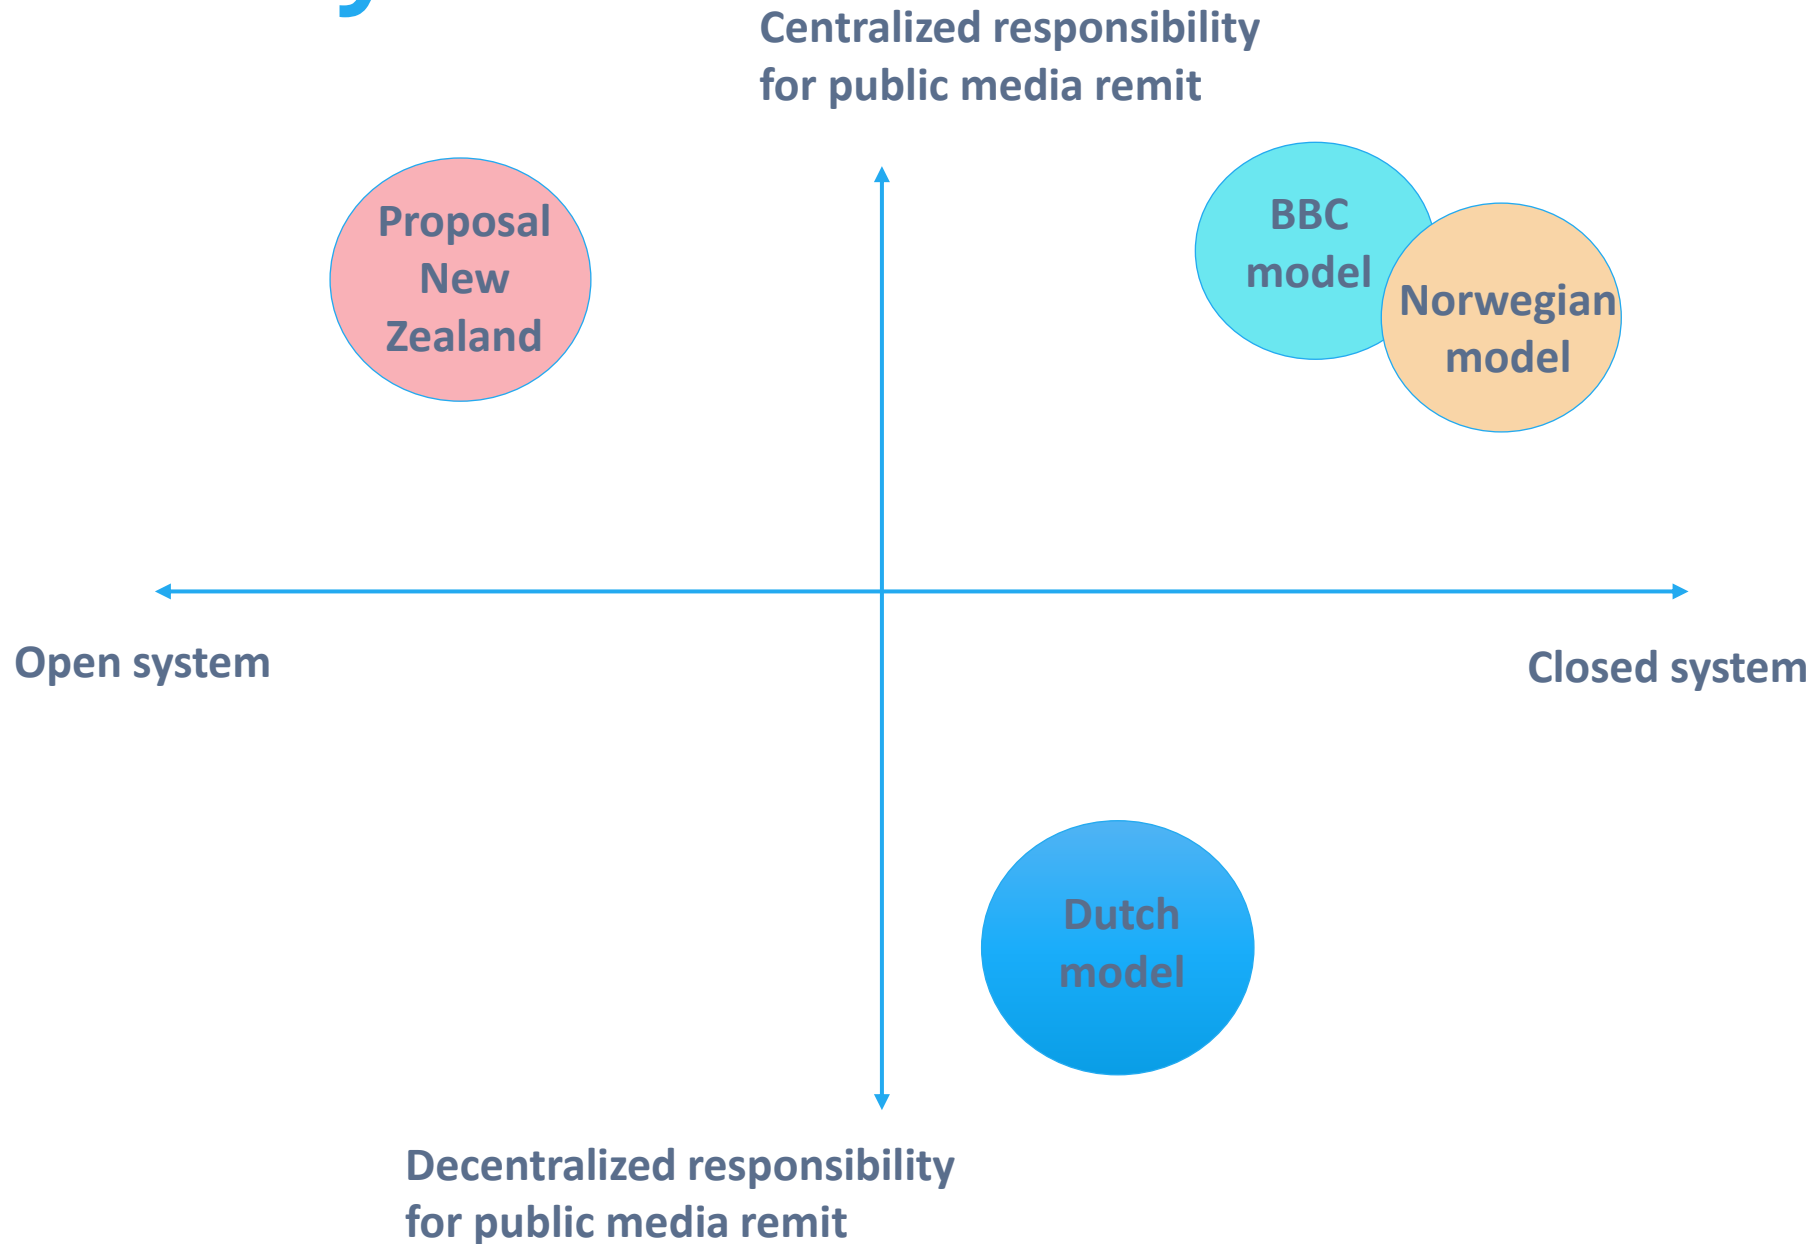 Centralized responsibility
for public media remit
Proposal
New
Zealand
BBC
model
Norwegian
model
Open system
Closed system
Dutch
model
Decentralized responsibility
for public media remit